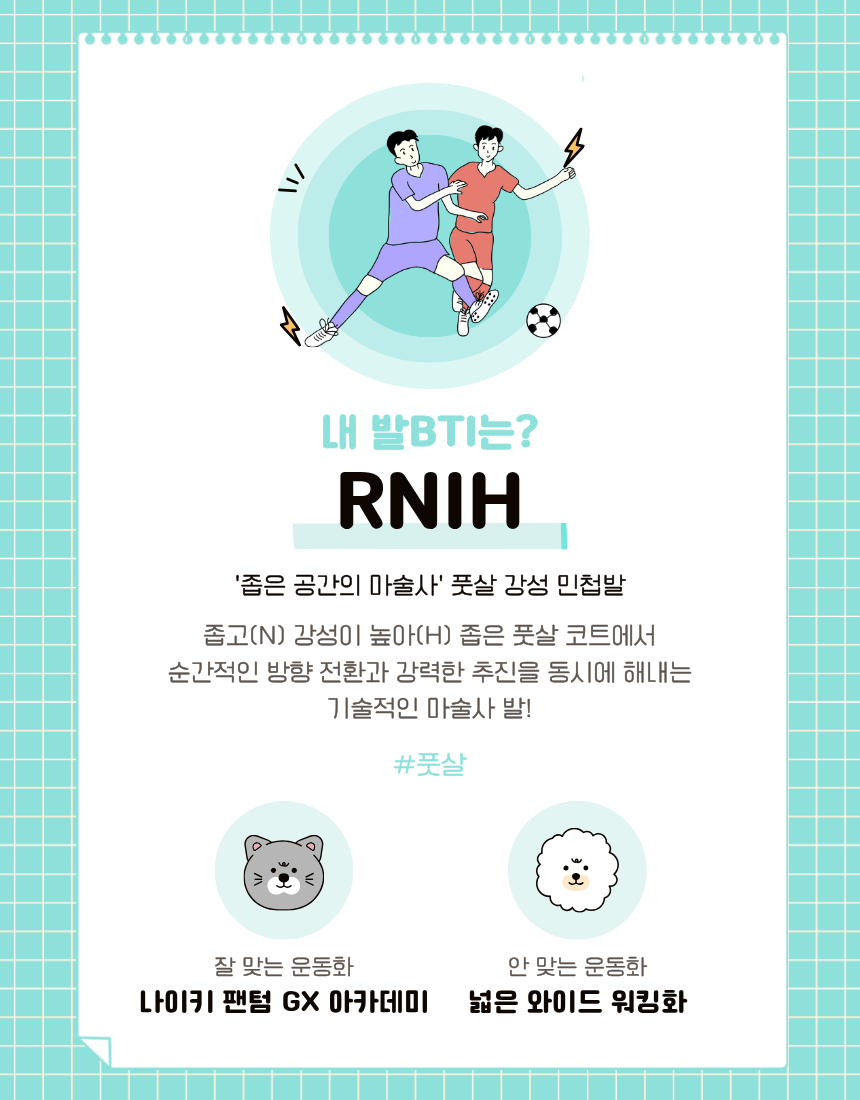 내 발BTI는?
RNIH
'좁은 공간의 마술사' 풋살 강성 민첩발
좁고(N) 강성이 높아(H) 좁은 풋살 코트에서
순간적인 방향 전환과 강력한 추진을 동시에 해내는
기술적인 마술사 발!
#풋살
잘 맞는 운동화
나이키 팬텀 GX 아카데미
안 맞는 운동화
넓은 와이드 워킹화